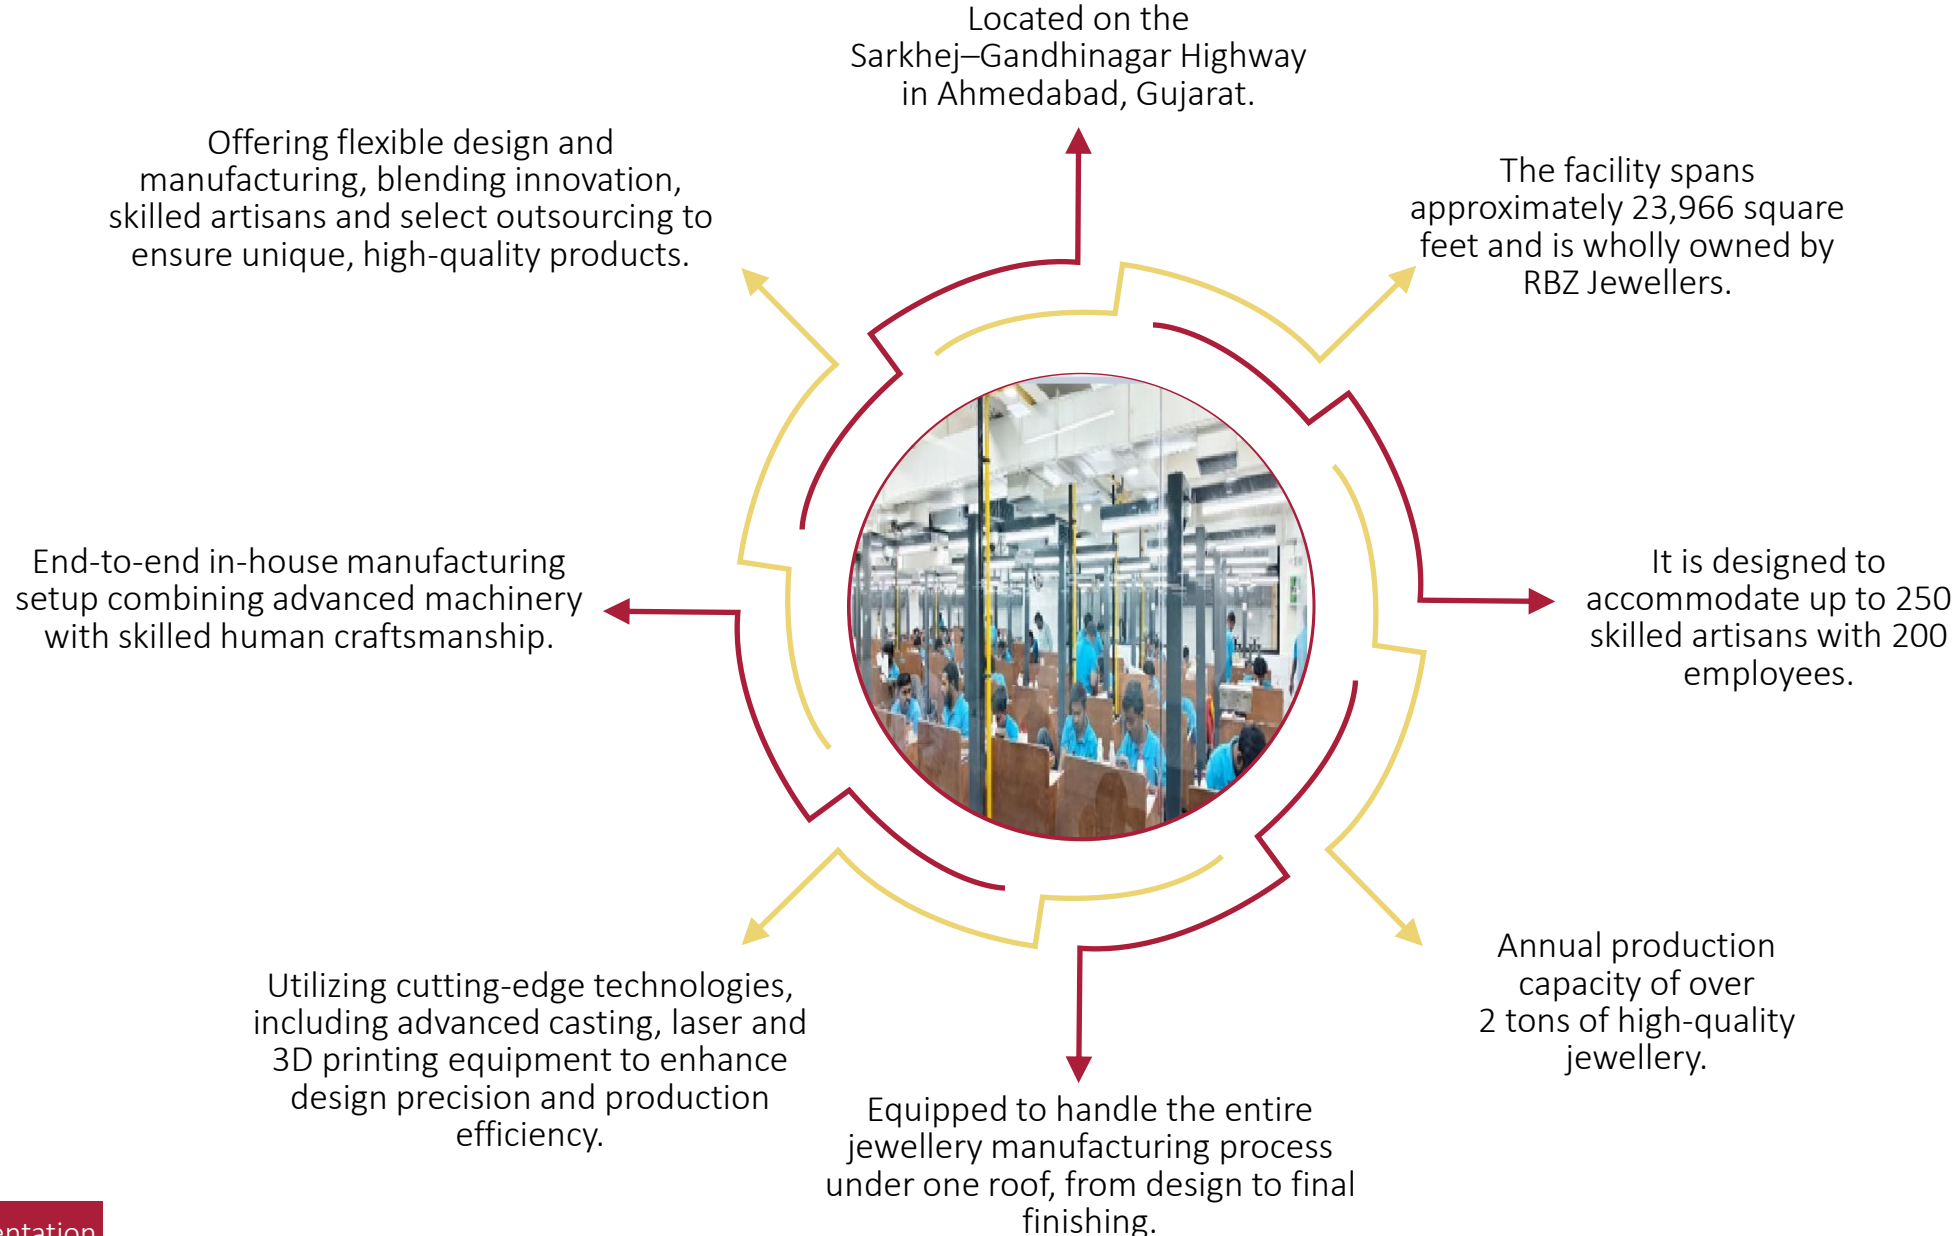 Located on the
Sarkhej–Gandhinagar Highway
in Ahmedabad, Gujarat.
The facility spans
approximately 23,966 square
feet and is wholly owned by
RBZ Jewellers.
It is designed to
accommodate up to 250
skilled artisans with 200
employees.
Annual production
capacity of over
2 tons of high-quality
jewellery.
Equipped to handle the entire
jewellery manufacturing process
under one roof, from design to final
finishing.
Utilizing cutting-edge technologies,
including advanced casting, laser and
3D printing equipment to enhance
design precision and production
efficiency.
End-to-end in-house manufacturing
setup combining advanced machinery
with skilled human craftsmanship.
Offering flexible design and
manufacturing, blending innovation,
skilled artisans and select outsourcing to
ensure unique, high-quality products.